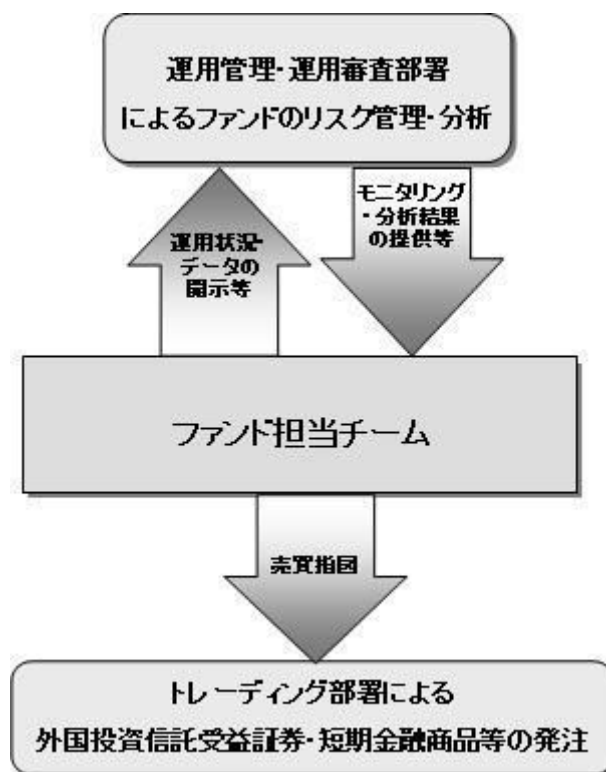 運用管理・運用審査部署
によるファンドのリスク管理・分析
運用状況・
データの
開示等
モニタリング
・分析結果
の提供等
ファンド担当チーム
売買指図
トレーディング部署による
外国投資信託受益証券・短期金融商品等の発注